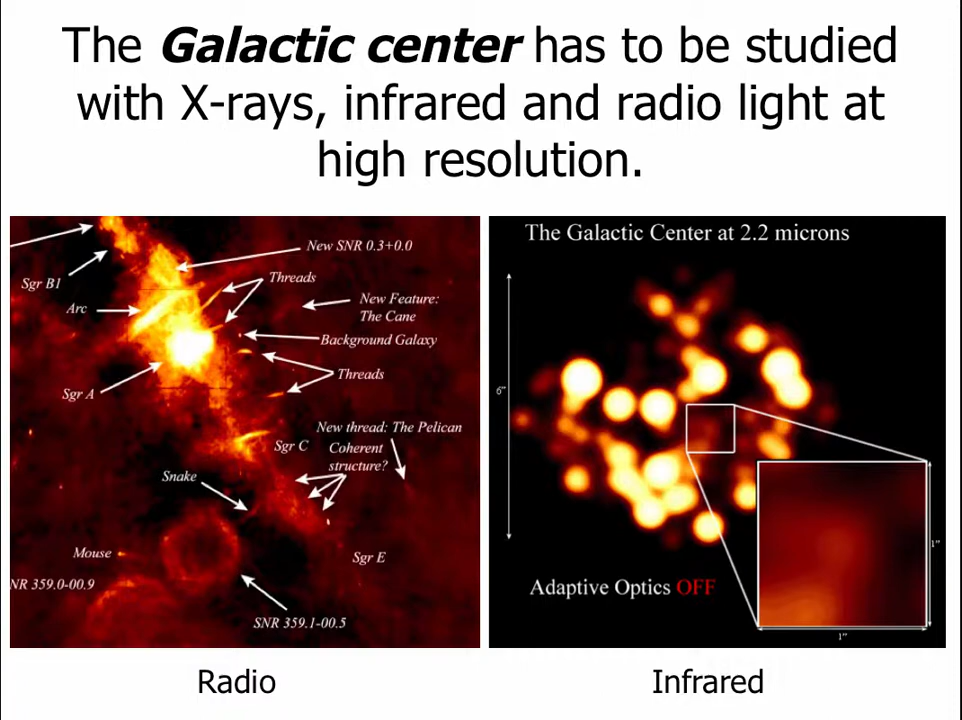 The Galactic center has to be studied
with X-rays, infrared and radio light at
high resolution.
New SNR 0.3+0.0
Sgr B1
Threads
Arc
New Feature:
The Cane
Background Galaxy
Threads
Sgr A
New thread: The Pelican
Sgr C
Coherent
structure?
Snake
Mouse
Sgr E
NR 359.0-00.9
SNR 359.1-00.5
The Galactic Center at 2.2 microns
6"
1"
Adaptive Optics OFF
1"
Radio
Infrared